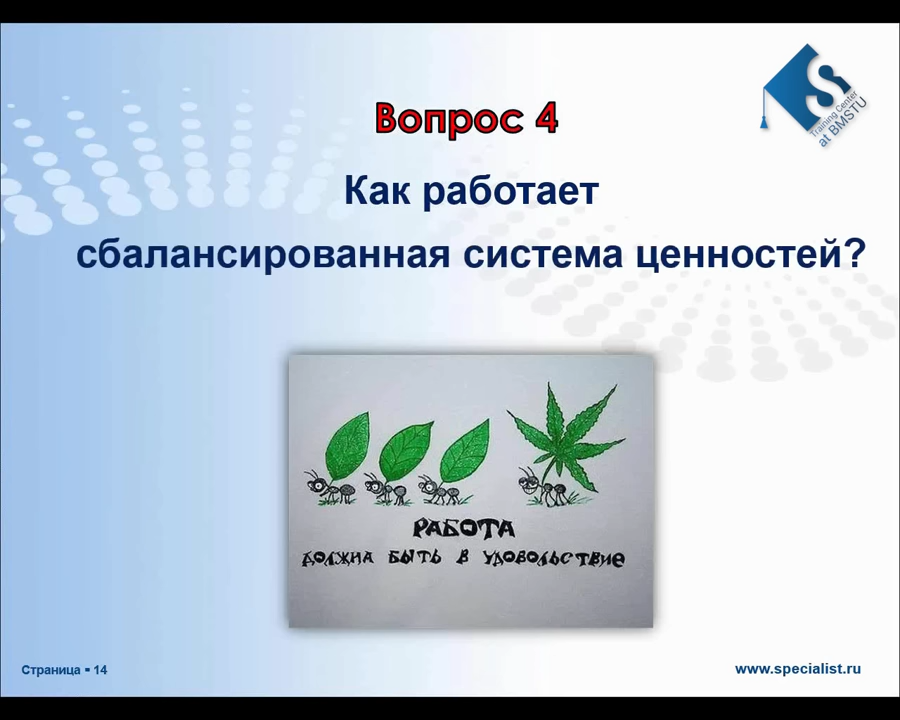 Training Center
at BMSTU
Вопрос 4
Как работает
сбалансированная система ценностей?
РАБОТА
ДОЛЖНА БЫТЬ В УДОВОЛЬСТВИЕ
Страница ▪ 14
www.specialist.ru